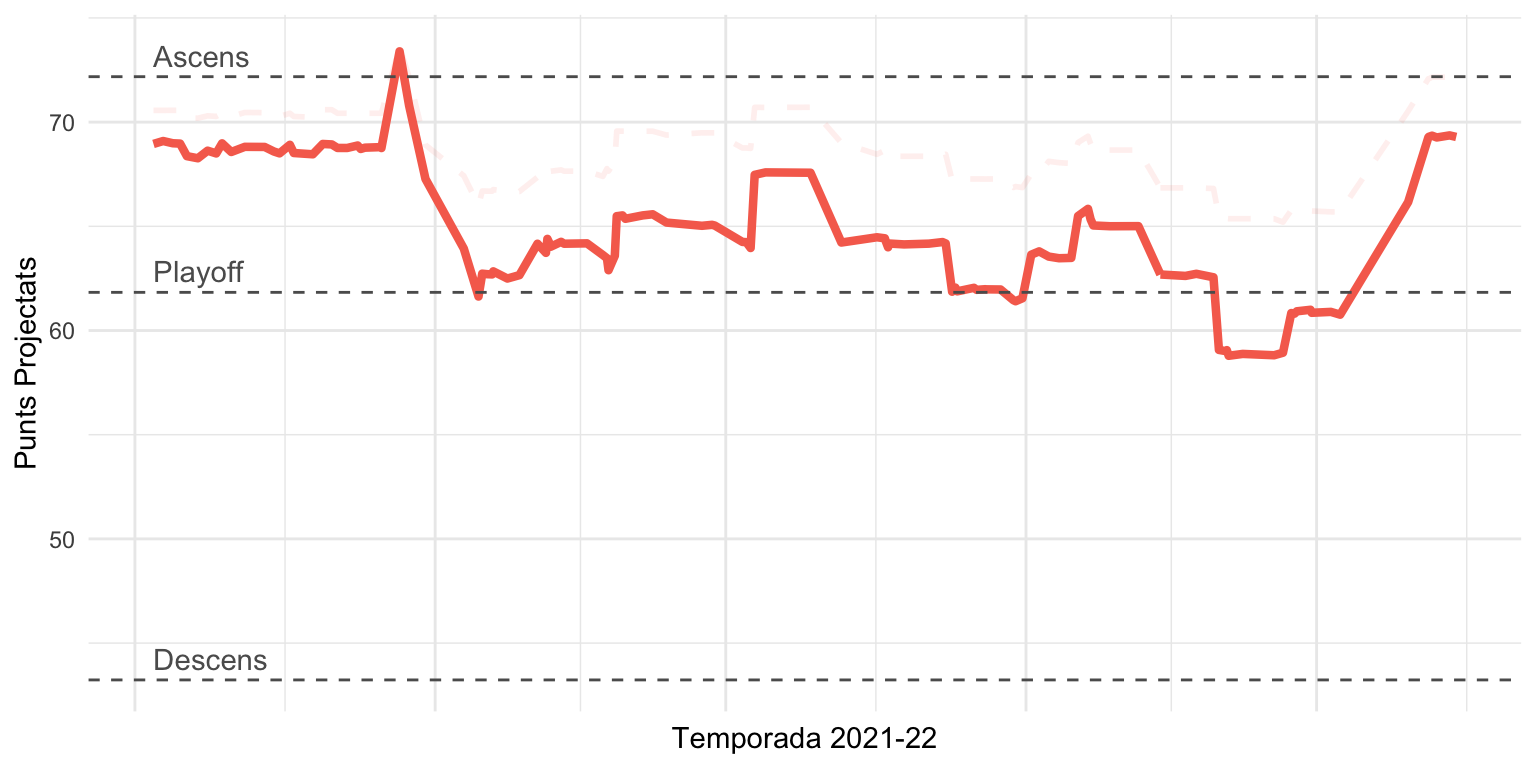 Ascens
70
Playoff
60
50
Descens
Punts Projectats
Temporada 2021-22